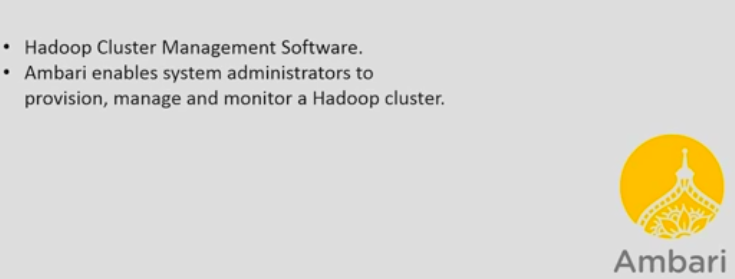 • Hadoop Cluster Management Software.
• Ambari enables system administrators to
provision, manage and monitor a Hadoop cluster.
Ambari